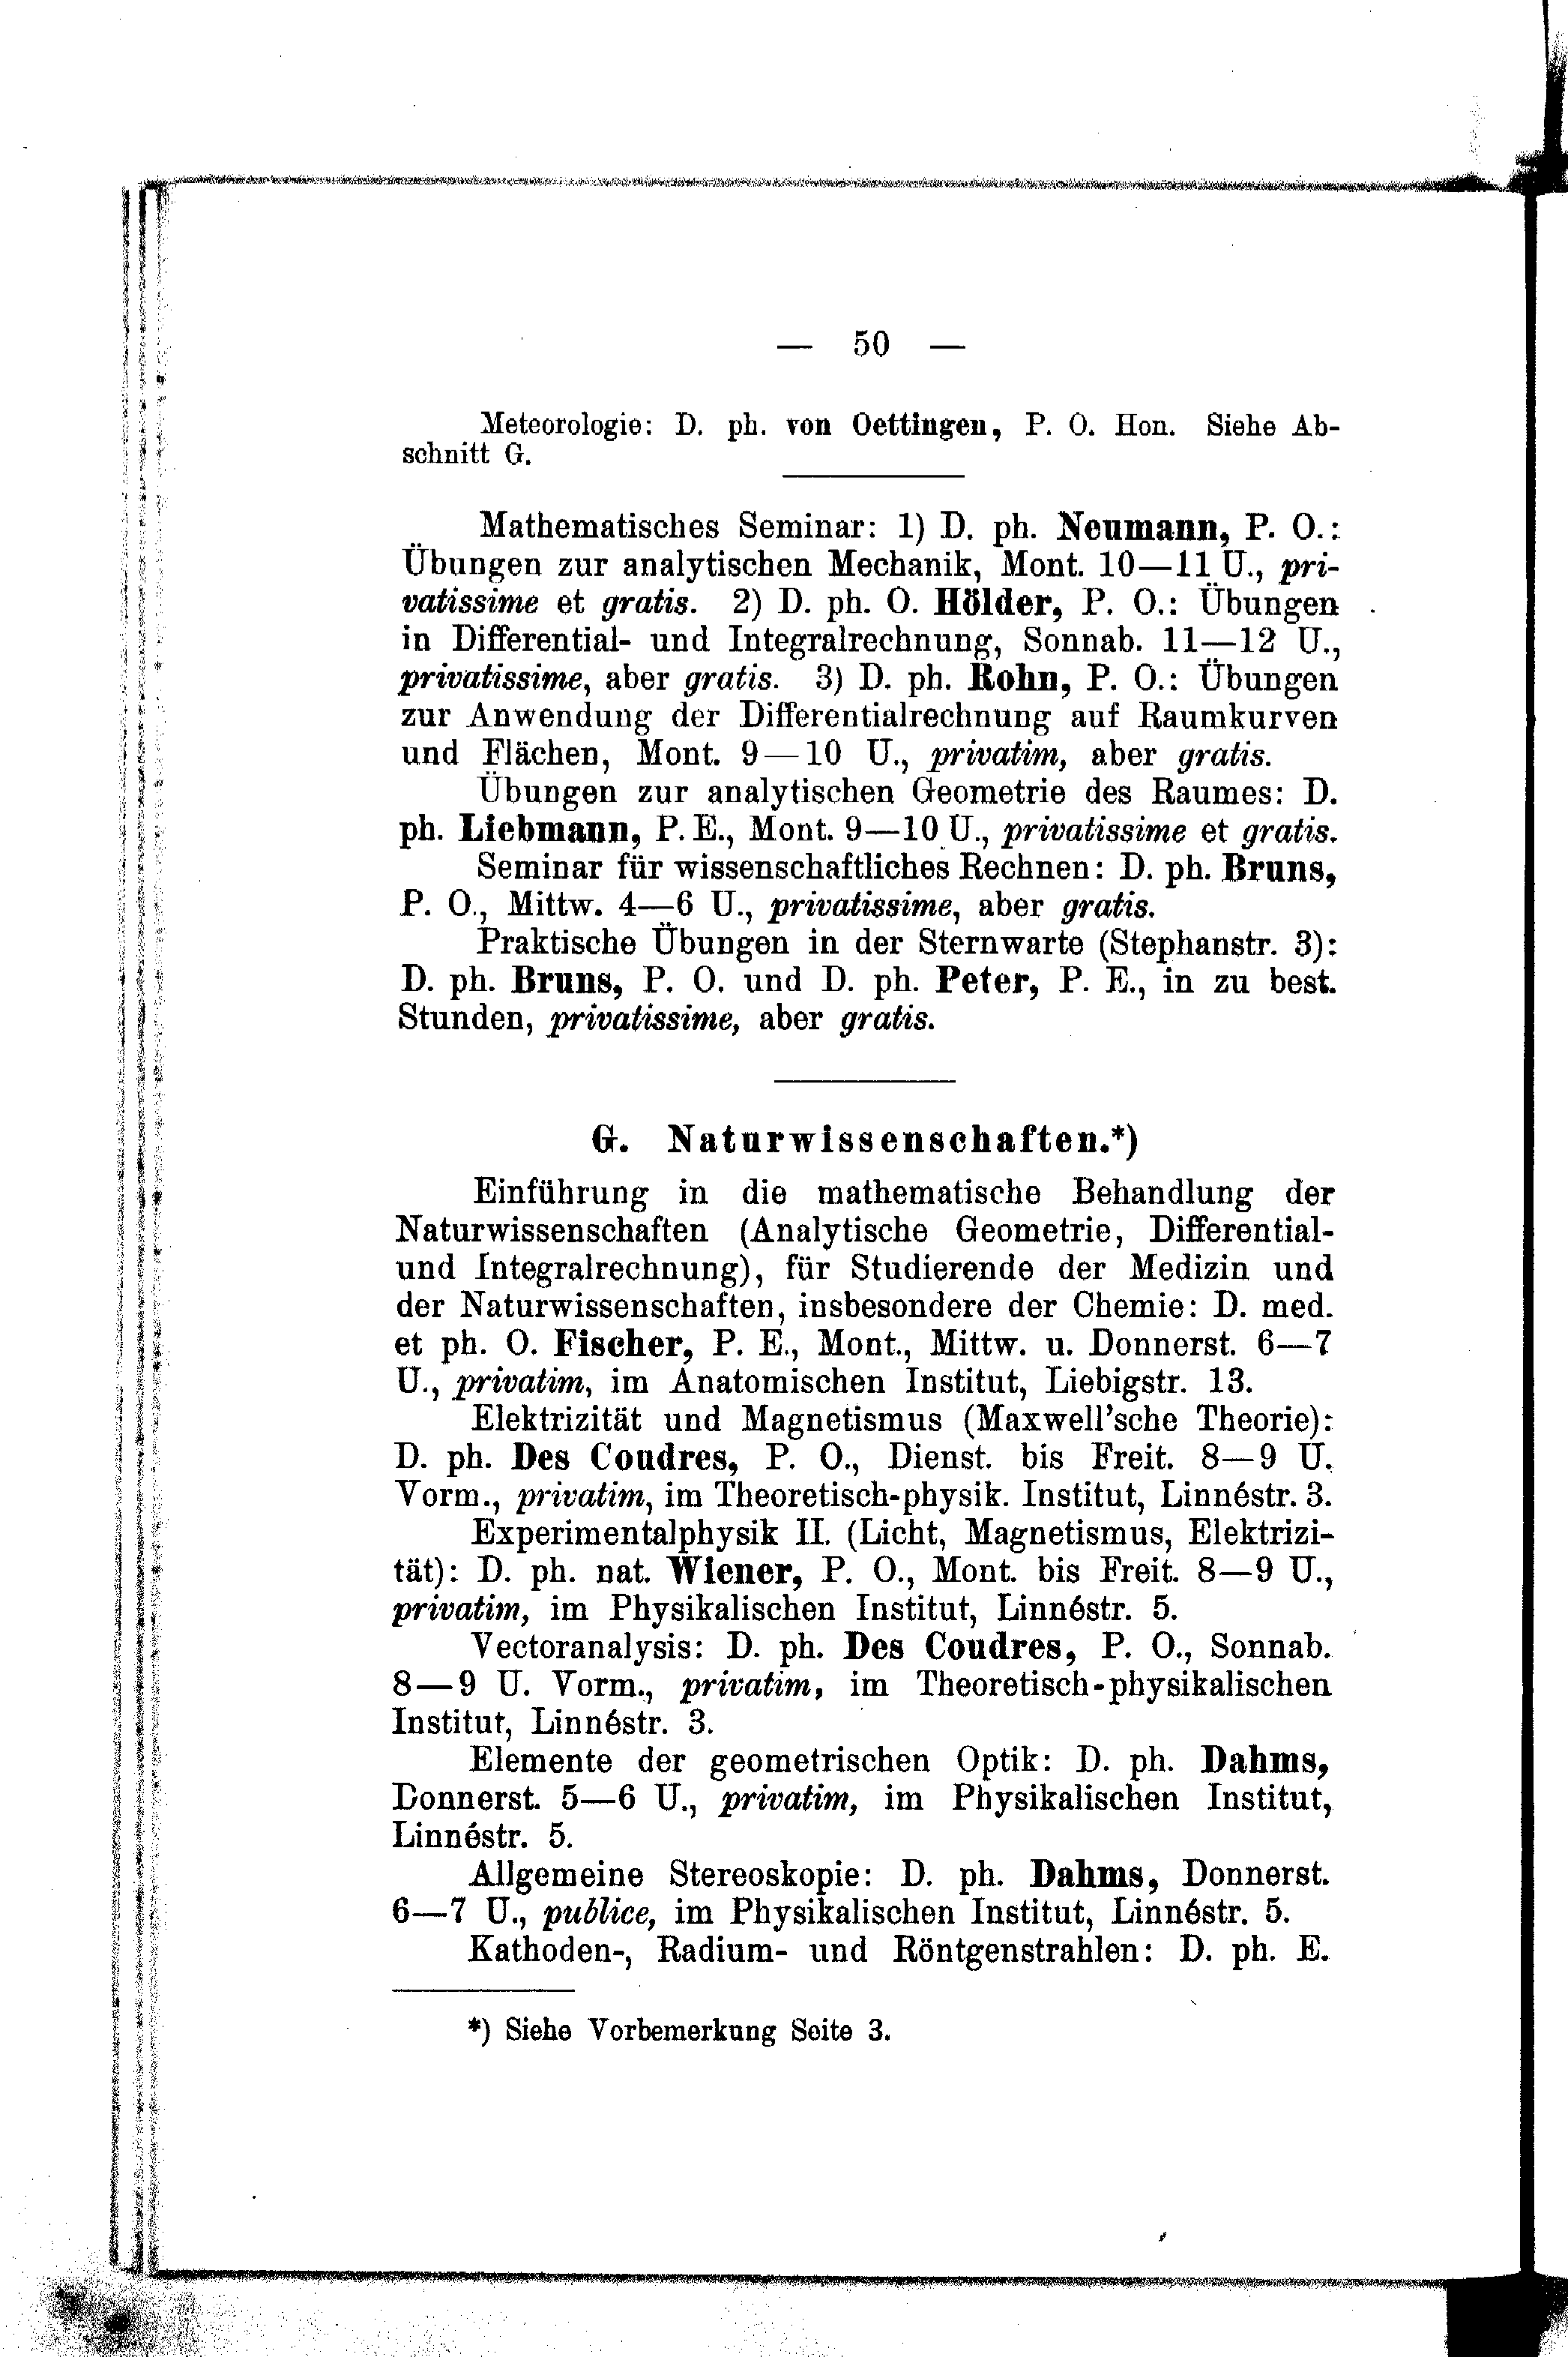 — 50 —
Meteorologie: D. ph. von Oettingen, P. O. Hon. Siehe Ab-
schnitt G.
Mathematisches Seminar: 1) D. ph. Neumann, P. O.:
Übungen zur analytischen Mechanik, Mont. 10—11 U., pri-
vatissime et gratis. 2) D. ph. O. Hölder, P. O.: Übungen
in Differential- und Integralrechnung, Sonnab. 11—12 U.,
privatissime, aber gratis. 3) D. ph. Rohn, P. O.: Übungen
zur Anwendung der Differentialrechnung auf Raumkurven
und Flächen, Mont. 9—10 U., privatim, aber gratis.
Übungen zur analytischen Geometrie des Raumes: D.
ph. Liebmann, P. E., Mont. 9—10 U., privatissime et gratis.
Seminar für wissenschaftliches Rechnen: D. ph. Bruns,
P. O., Mittw. 4—6 U., privatissime, aber gratis.
Praktische Übungen in der Sternwarte (Stephanstr. 3):
D. ph. Bruns, P. O. und D. ph. Peter, P. E., in zu best.
Stunden, privatissime, aber gratis.
G. Naturwissenschaften.*)
Einführung in die mathematische Behandlung der
Naturwissenschaften (Analytische Geometrie, Differential-
und Integralrechnung), für Studierende der Medizin und
der Naturwissenschaften, insbesondere der Chemie: D. med.
et ph. O. Fischer, P. E., Mont., Mittw. u. Donnerst. 6—7
U., privatim, im Anatomischen Institut, Liebigstr. 13.
Elektrizität und Magnetismus (Maxwell'sche Theorie):
D. ph. Des Coudres, P. O., Dienst. bis Freit. 8—9 U.
Vorm., privatim, im Theoretisch-physik. Institut, Linnéstr. 3.
Experimentalphysik II. (Licht, Magnetismus, Elektrizi-
tät): D. ph. nat. Wiener, P. O., Mont. bis Freit. 8—9 U.,
privatim, im Physikalischen Institut, Linnéstr. 5.
Vectoranalysis: D. ph. Des Coudres, P. O., Sonnab.
8—9 U. Vorm., privatim, im Theoretisch-physikalischen
Institut, Linnéstr. 3.
Elemente der geometrischen Optik: D. ph. Dahms,
Donnerst. 5—6 U., privatim, im Physikalischen Institut,
Linnéstr. 5.
Allgemeine Stereoskopie: D. ph. Dahms, Donnerst.
6—7 U., publice, im Physikalischen Institut, Linnéstr. 5.
Kathoden-, Radium- und Röntgenstrahlen: D. ph. E.
*) Siehe Vorbemerkung Seite 3.